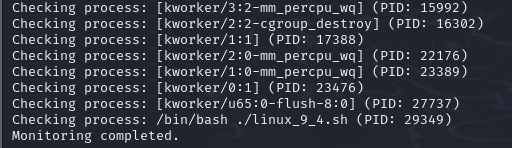 Checking process: [kworker/3:2-mm_percpu_wq] (PID: 15992)
Checking process: [kworker/2:2-cgroup_destroy] (PID: 16302)
Checking process: [kworker/1:1] (PID: 17388)
Checking process: [kworker/2:0-mm_percpu_wq] (PID: 22176)
Checking process: [kworker/1:0-mm_percpu_wq] (PID: 23389)
Checking process: [kworker/0:1] (PID: 23476)
Checking process: [kworker/u65:0-flush-8:0] (PID: 27737)
Checking process: /bin/bash ./linux_9_4.sh (PID: 29349)
Monitoring completed.